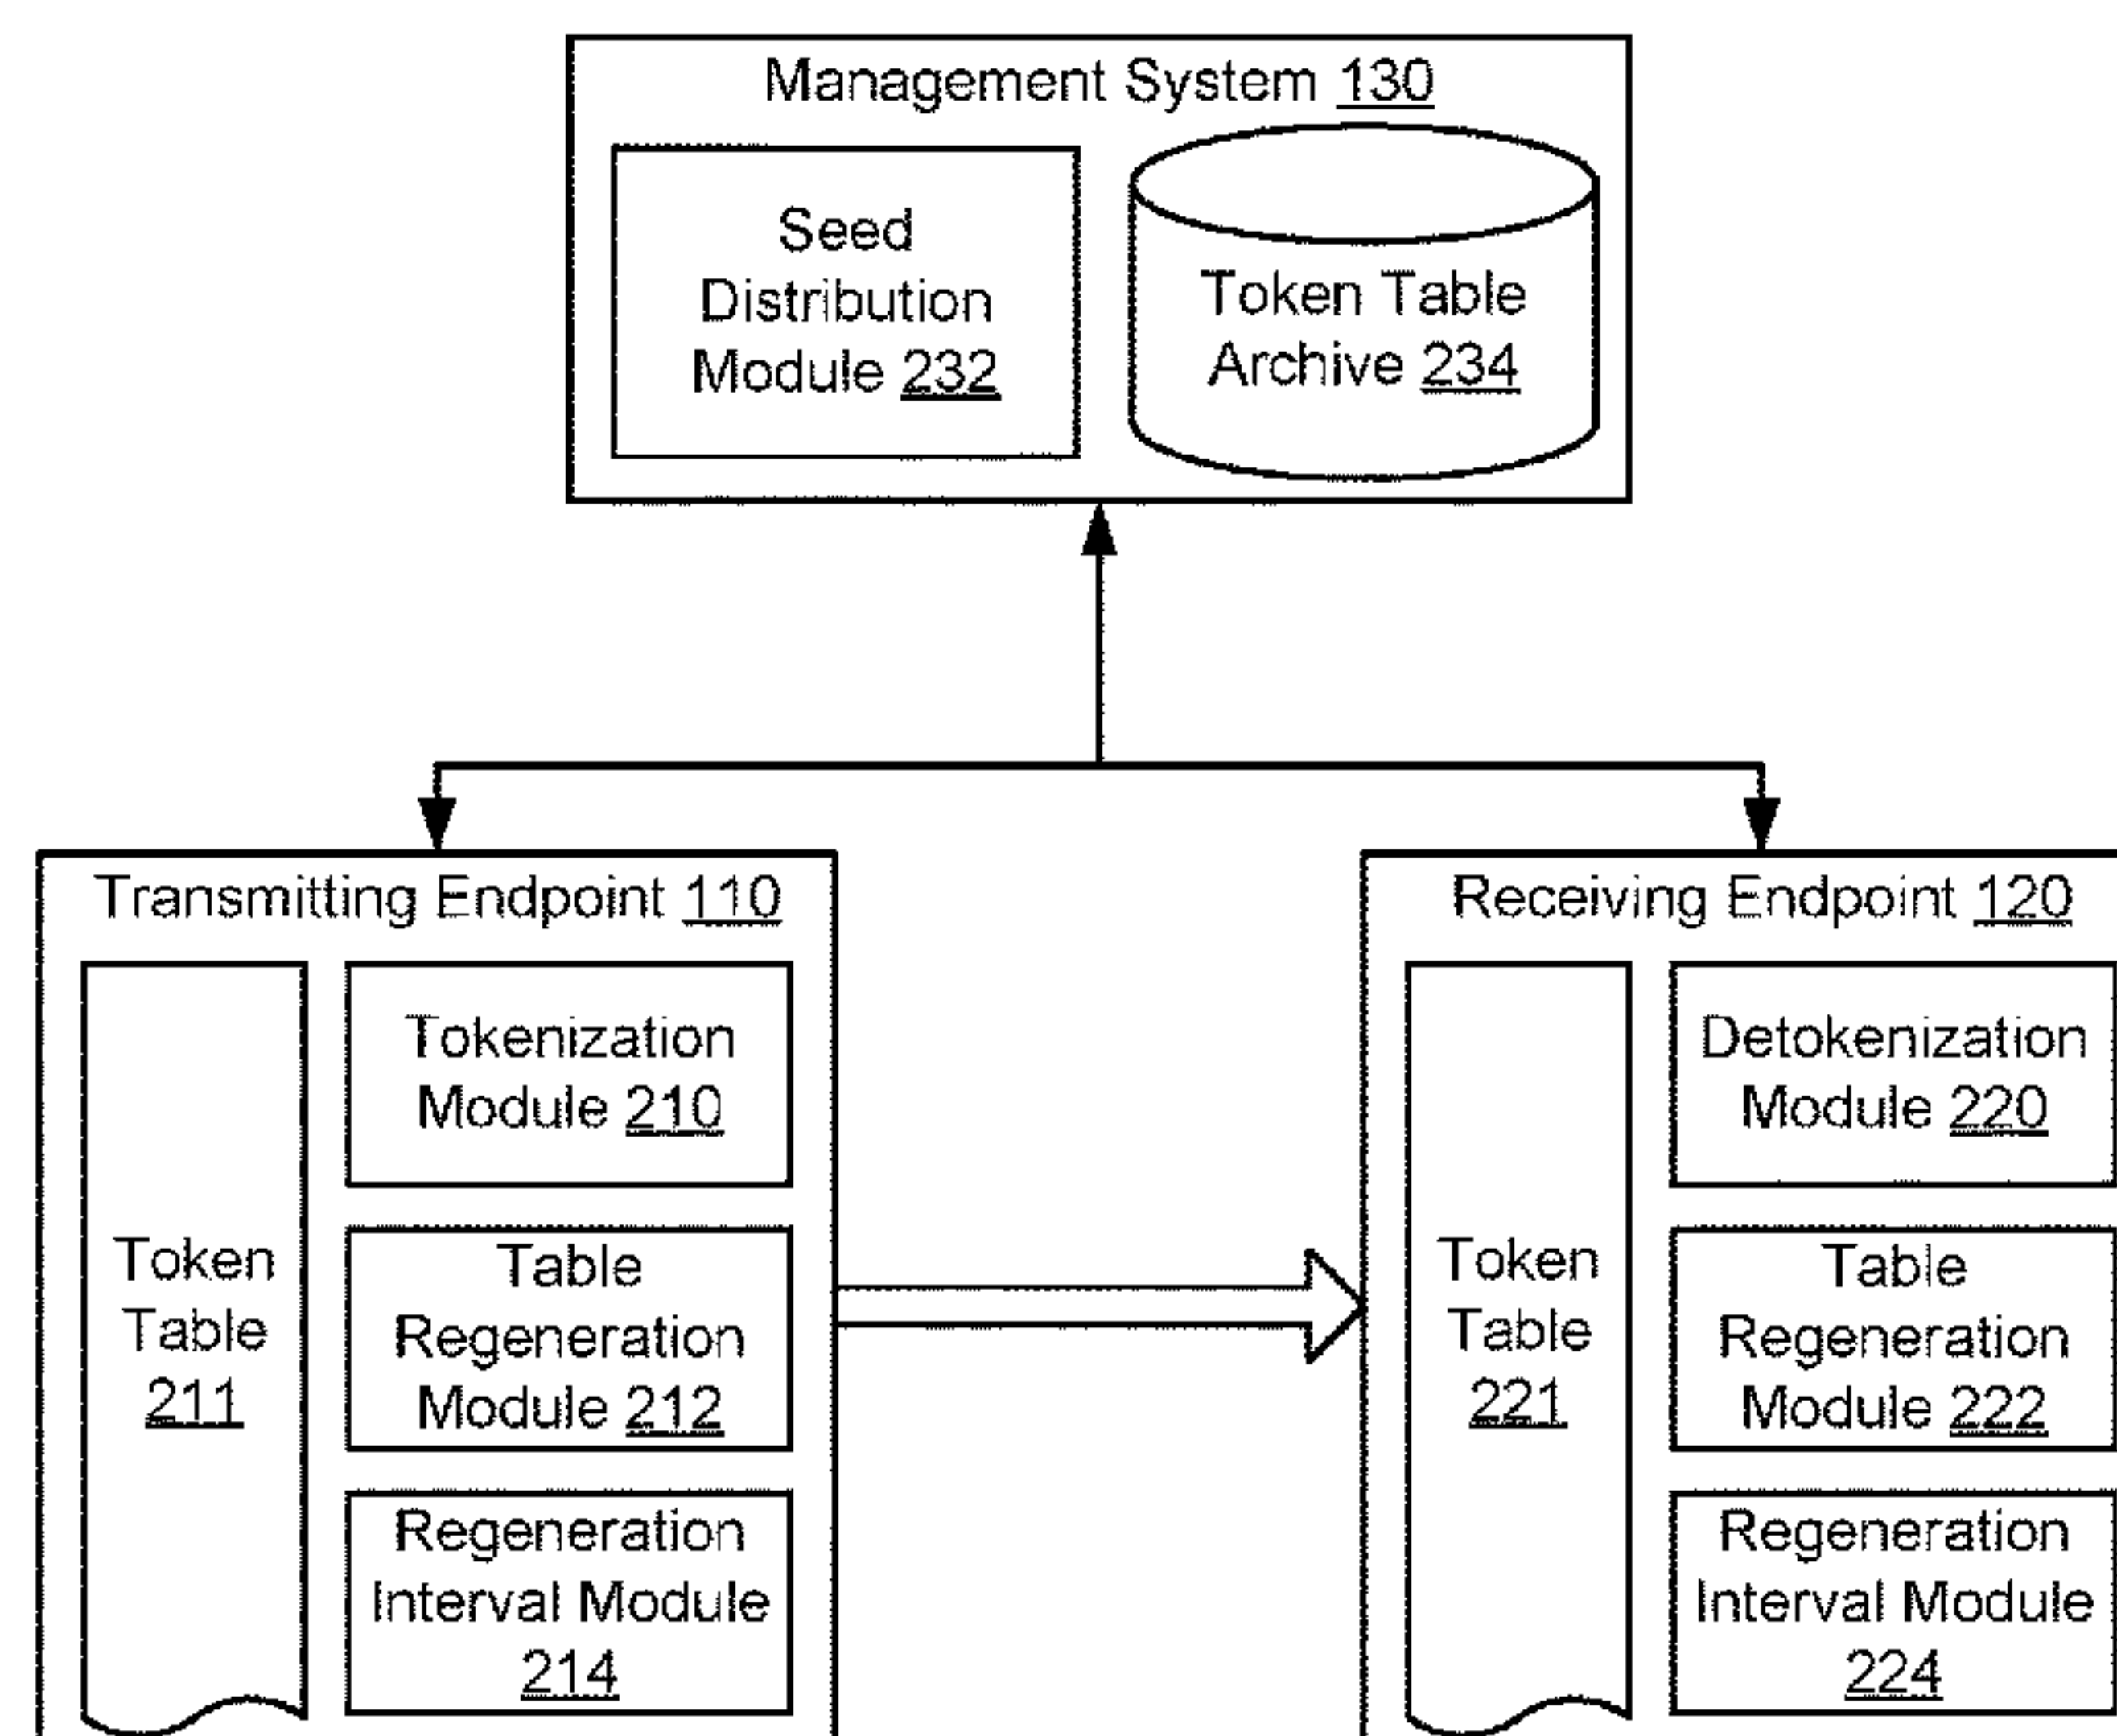 Management System 130
Seed
Distribution
Module 232
Token Table
Archive 234
Transmitting Endpoint 110
Token
Table
211
Tokenization
Module 210
Table
Regeneration
Module 212
Regeneration
Interval Module
214
Receiving Endpoint 120
Token
Table
221
Detokenization
Module 220
Table
Regeneration
Module 222
Regeneration
Interval Module
224